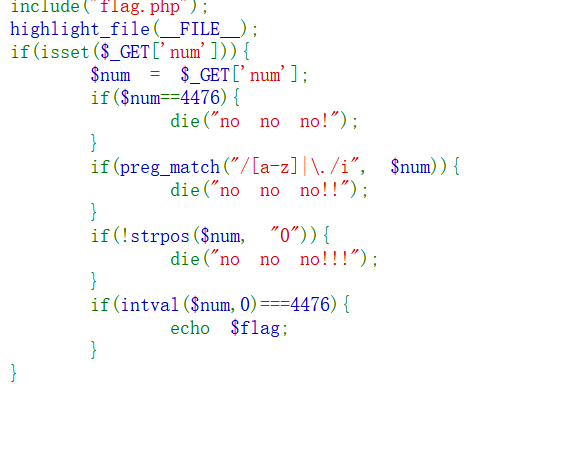 include("flag.php");
highlight_file(__FILE__);
if(isset($_GET['num'])){
$num = $_GET['num'];
if($num==4476){
die("no no no!");
}
if(preg_match("/[a-z]|\./i", $num)){
die("no no no!!");
}
if(!strpos($num, "0")){
die("no no no!!!");
}
if(intval($num,0)===4476){
echo $flag;
}
}